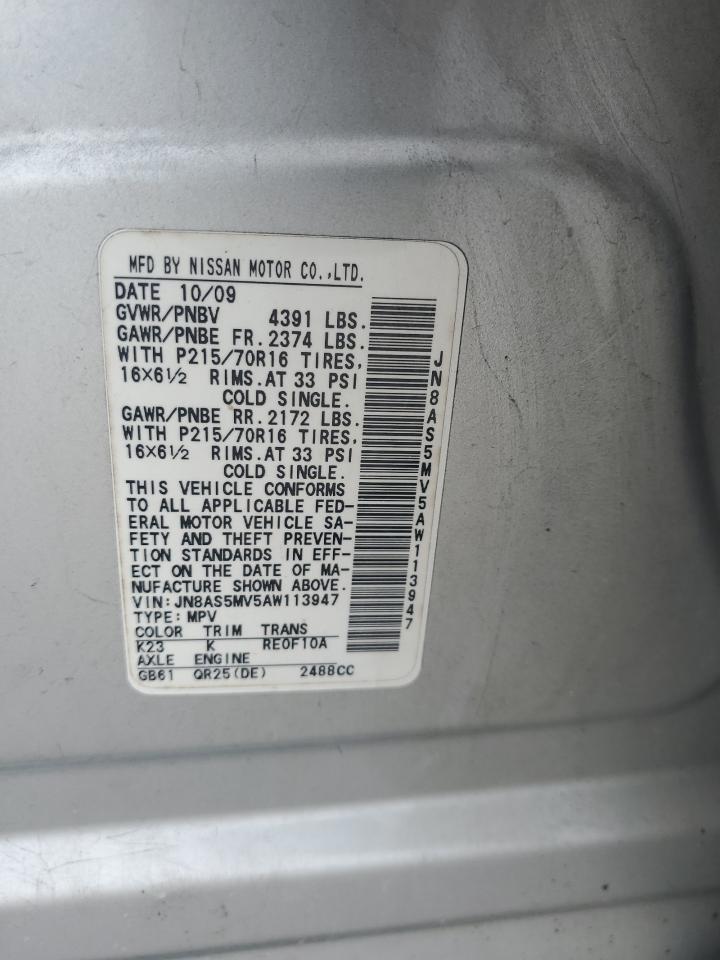 MFD BY NISSAN MOTOR CO.,LTD.
DATE 10/09
GVWR/PNBV 4391 LBS.
GAWR/PNBE FR.2374 LBS.
WITH P215/70R16 TIRES,
16×6½ RIMS.AT 33 PSI
COLD SINGLE.
GAWR/PNBE RR.2172 LBS.
WITH P215/70R16 TIRES,
16×6½ RIMS.AT 33 PSI
COLD SINGLE.
THIS VEHICLE CONFORMS
TO ALL APPLICABLE FED-
ERAL MOTOR VEHICLE SA-
FETY AND THEFT PREVEN-
TION STANDARDS IN EFF-
ECT ON THE DATE OF MA-
NUFACTURE SHOWN ABOVE.
VIN:JN8AS5MV5AW113947
TYPE:MPV
COLOR TRIM TRANS
K23 K RE0F10A
AXLE ENGINE
GB61 QR25(DE) 2488CC
JN8AS5MV5AW113947